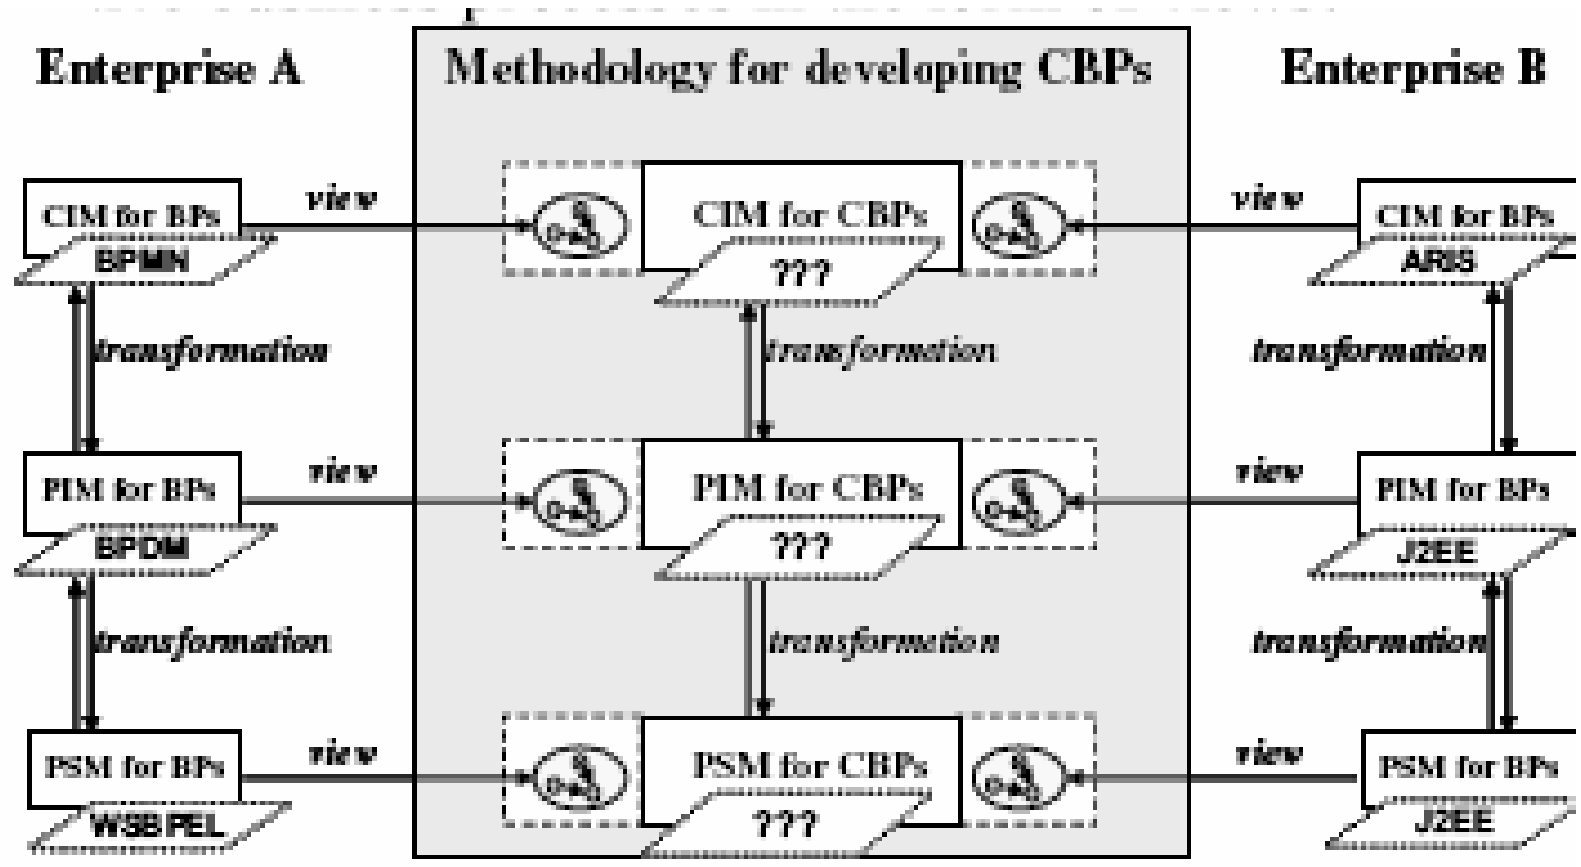 Enterprise A
Methodology for developing CBPs
Enterprise B
CIM for BPs
view
CIM for CBPs
view
CIM for BPs
BPMN
???
ARIS
transformation
transformation
transformation
PIM for BPs
view
PIM for CBPs
view
PIM for BPs
BPDM
???
J2EE
transformation
transformation
transformation
PSM for BPs
view
PSM for CBPs
view
PSM for BPs
WSBPEL
???
J2EE